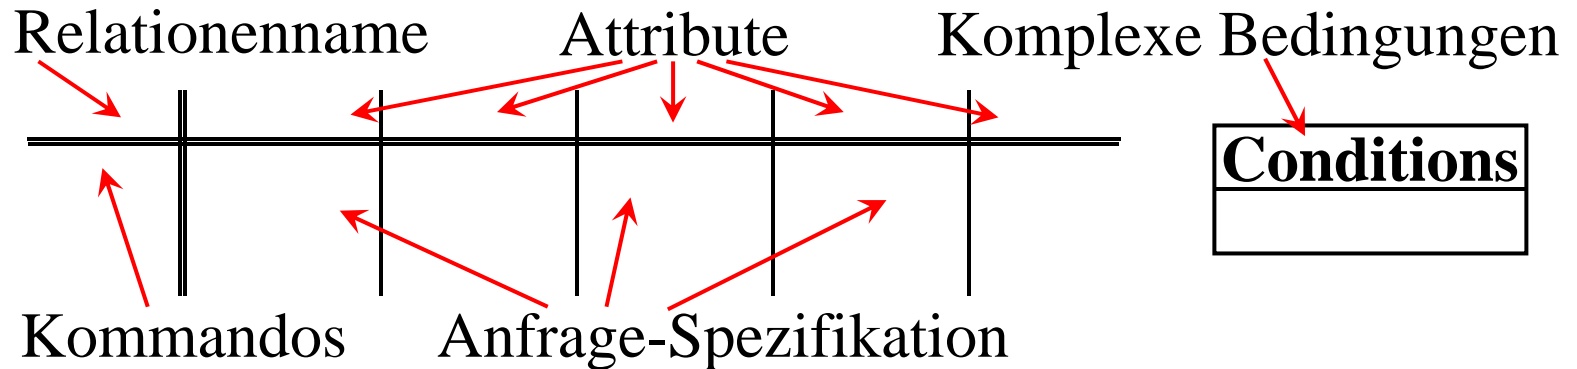 Relationenname Attribute Komplexe Bedingungen
Conditions
Kommandos Anfrage-Spezifikation